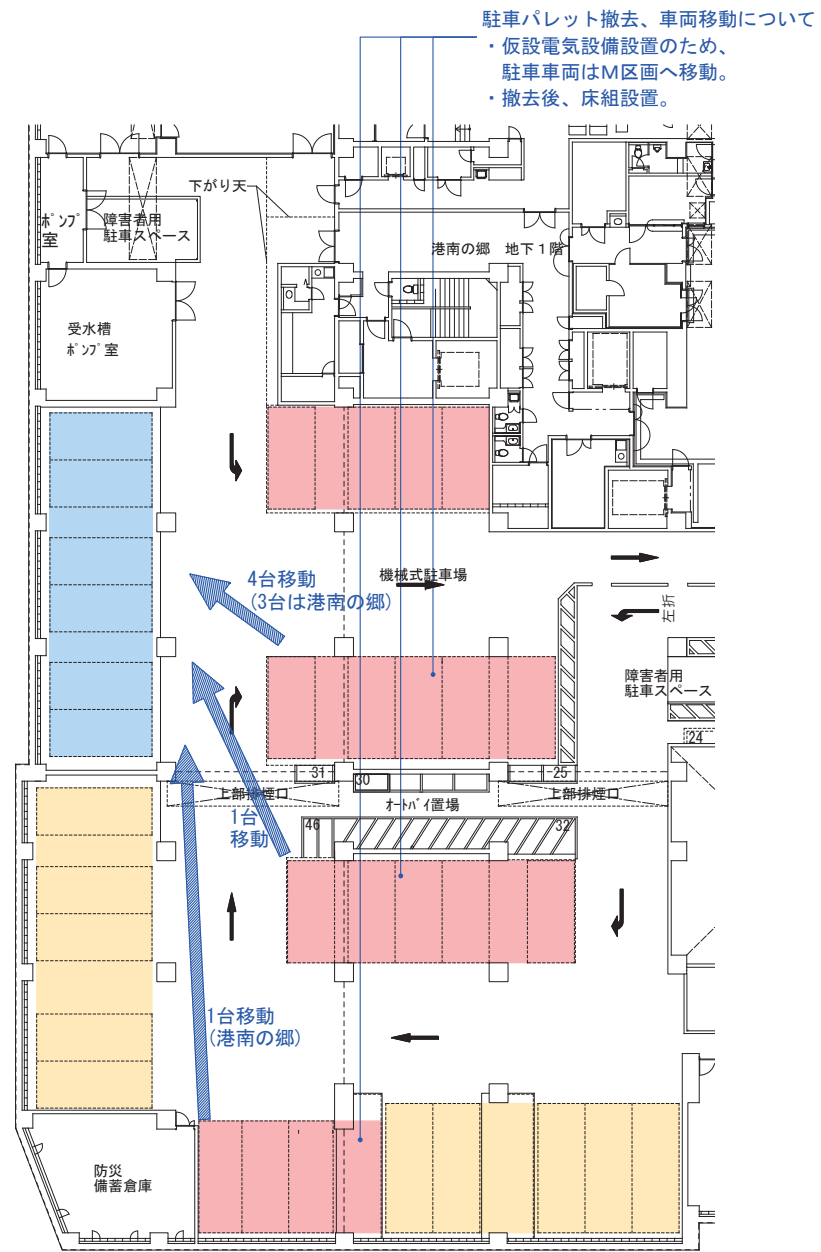 駐車パレット撤去、車両移動について
・仮設電気設備設置のため、
駐車車両はM区画へ移動。
・撤去後、床組設置。
下がり天
ポンプ
室
障害者用
駐車スペース
港南の郷 地下1階
受水槽
ポンプ室
4台移動
(3台は港南の郷)
機械式駐車場
左折
障害者用
駐車スペース
24
31
30
25
上部排煙口
オートバイ置場
上部排煙口
1台
移動
46
32
1台移動
(港南の郷)
防災
備蓄倉庫